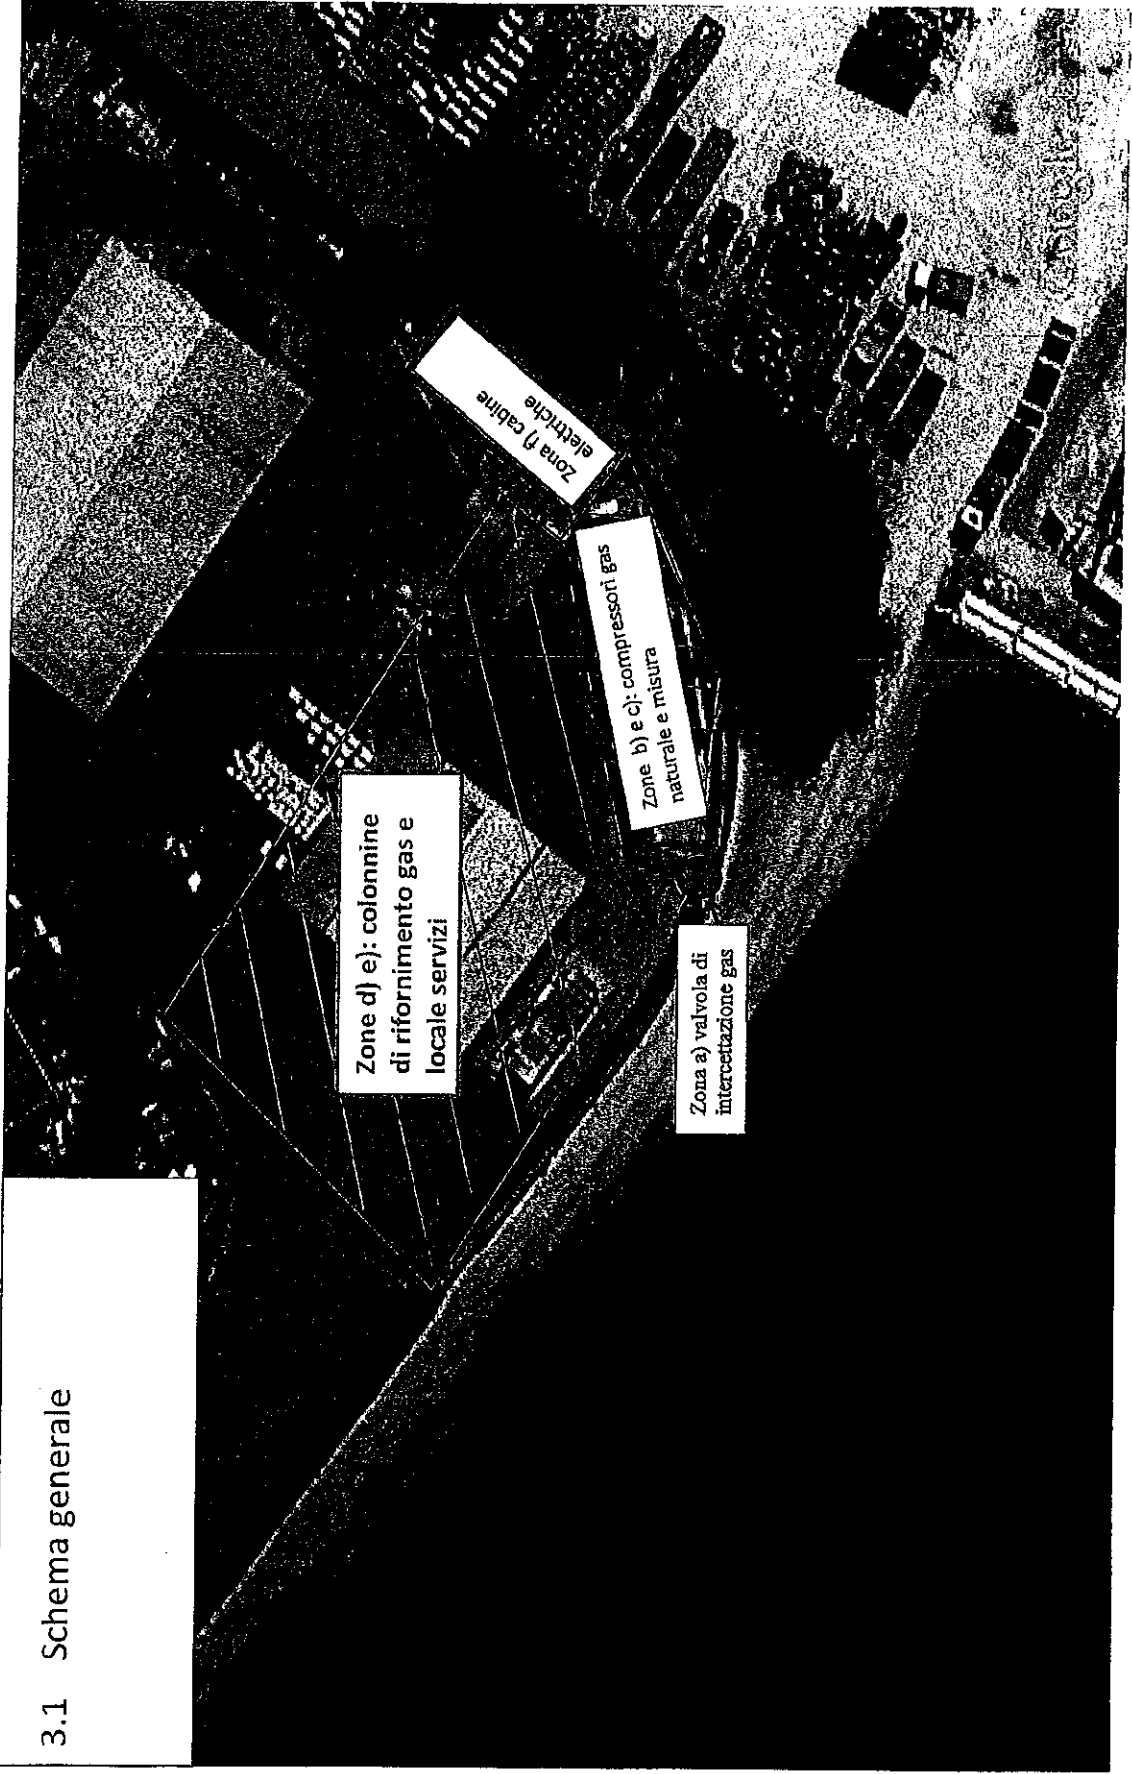 3.1 Schema generale
Zone d) e): colonnine
di rifornimento gas e
locale servizi
Zona a) valvola di
intercettazione gas
Zone b) e c): compressori gas
naturale e misura
Zona f) cabine
elettriche